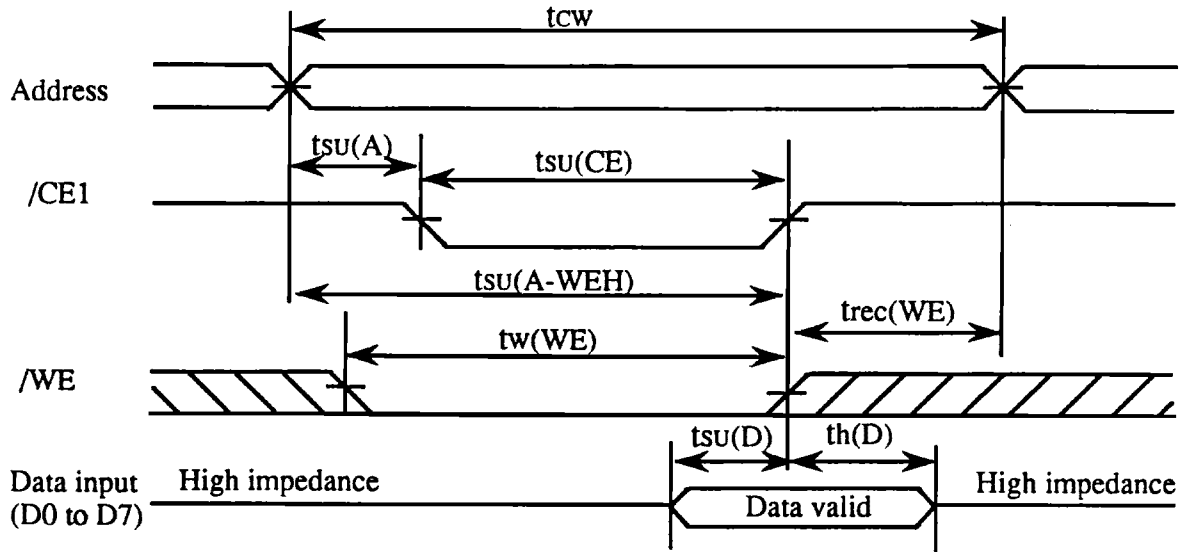 tcw
Address
tsu(A)
tsu(CE)
/CE1
tsu(A-WEH)
trec(WE)
tw(WE)
/WE
tsu(D)
th(D)
Data input
(D0 to D7)
High impedance
Data valid
High impedance